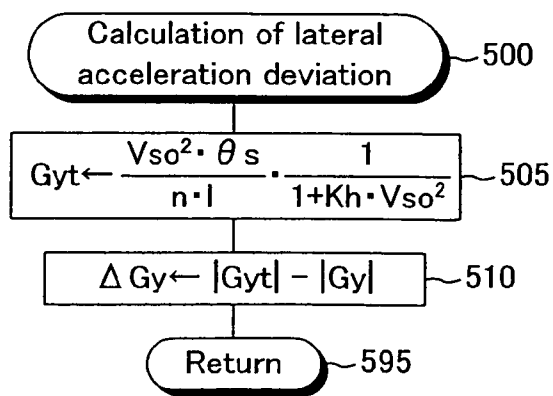 Calculation of lateral
acceleration deviation
500
Gyt← Vso²・θs / n・l ・ 1 / 1+Kh・Vso²
505
ΔGy← |Gyt| − |Gy|
510
Return
595